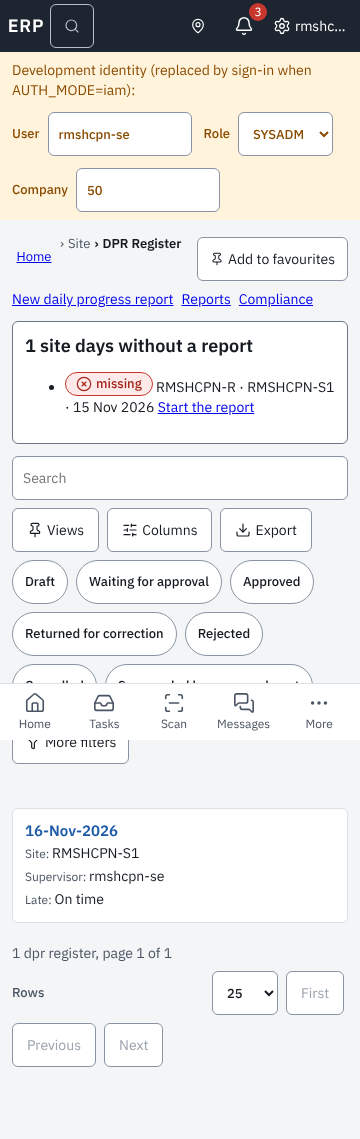 ERP
3
rmshc...
Development identity (replaced by sign-in when
AUTH_MODE=iam):
User rmshcpn-se Role SYSADM
Company 50
Home › Site › DPR Register
Add to favourites
New daily progress report Reports Compliance
1 site days without a report
• missing RMSHCPN-R · RMSHCPN-S1
· 15 Nov 2026 Start the report
Search
Views Columns Export
Draft Waiting for approval Approved
Returned for correction Rejected
Home Tasks Scan Messages More
More filters
16-Nov-2026
Site: RMSHCPN-S1
Supervisor: rmshcpn-se
Late: On time
1 dpr register, page 1 of 1
Rows 25 First
Previous Next